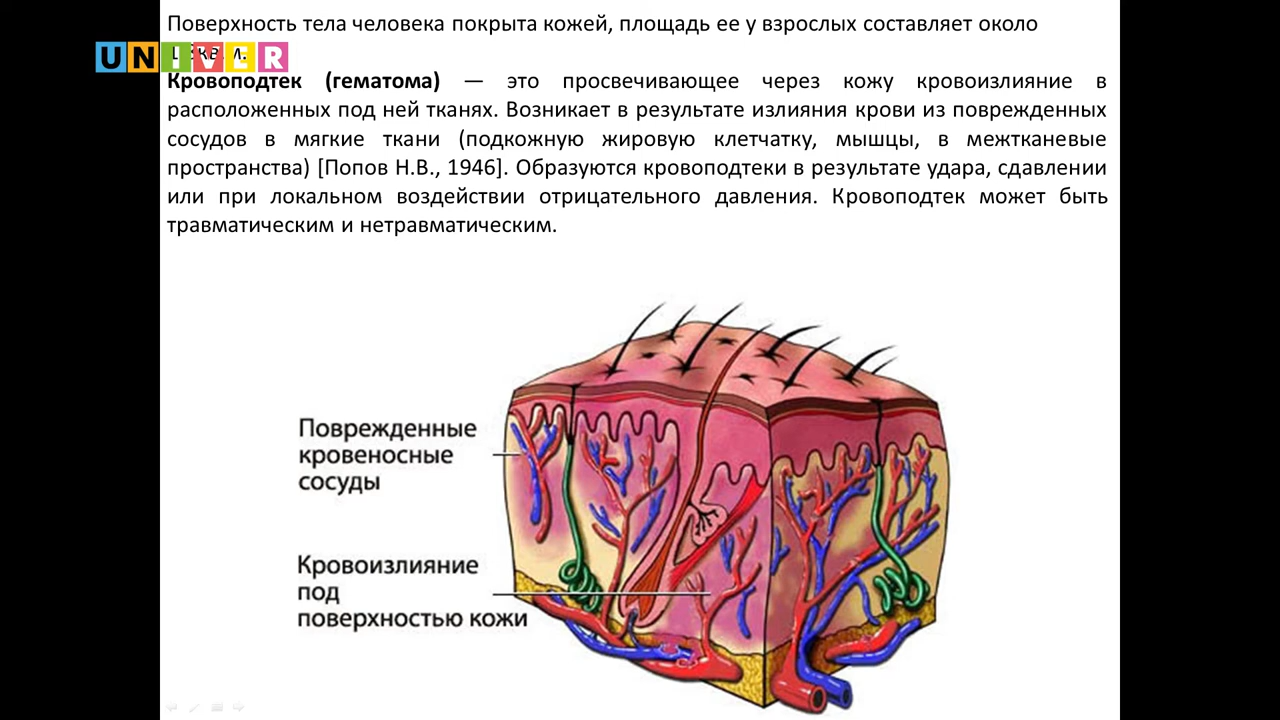 Поверхность тела человека покрыта кожей, площадь ее у взрослых составляет около
UNIVER
Кровоподтек (гематома) — это просвечивающее через кожу кровоизлияние в
расположенных под ней тканях. Возникает в результате излияния крови из поврежденных
сосудов в мягкие ткани (подкожную жировую клетчатку, мышцы, в межтканевые
пространства) [Попов Н.В., 1946]. Образуются кровоподтеки в результате удара, сдавлении
или при локальном воздействии отрицательного давления. Кровоподтек может быть
травматическим и нетравматическим.
Поврежденные
кровеносные
сосуды
Кровоизлияние
под
поверхностью кожи